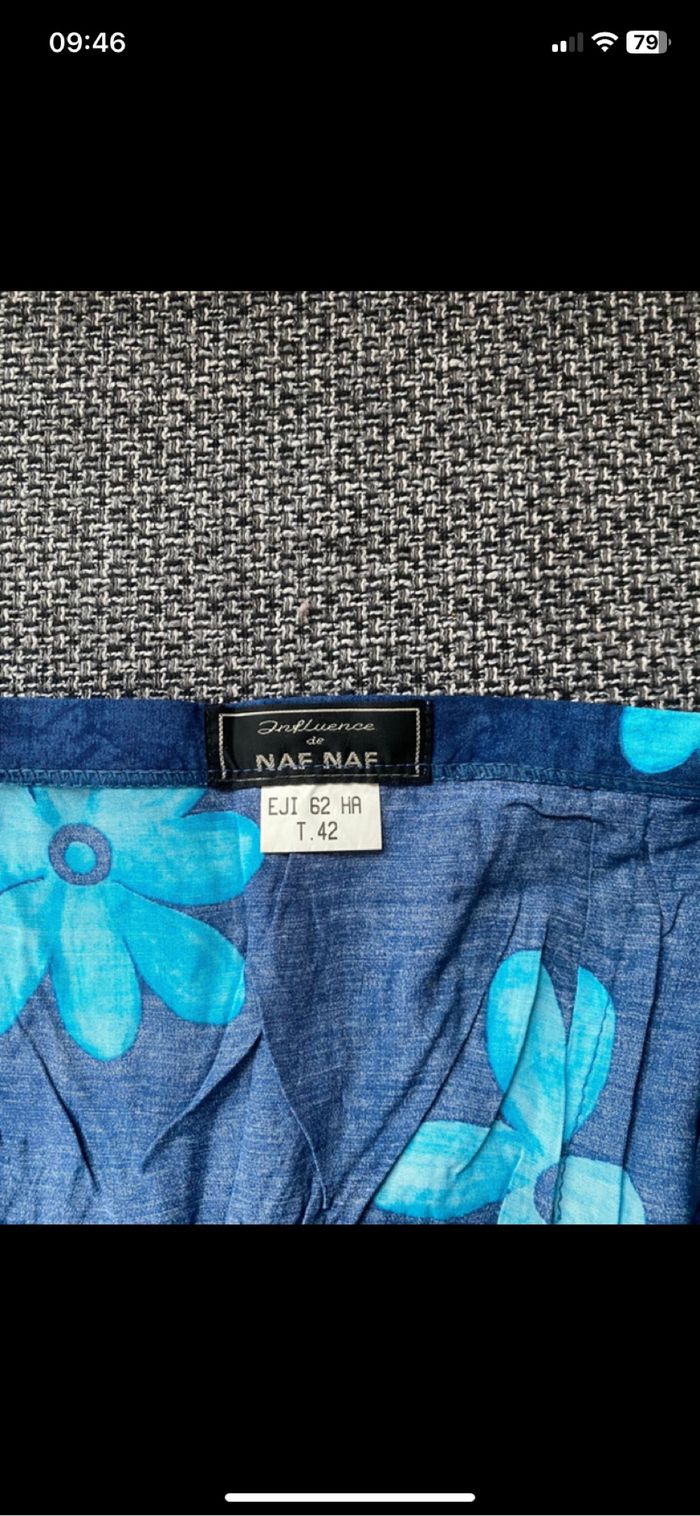 09:46
79
Influence
de
NAF NAF
EJI 62 HA
T.42